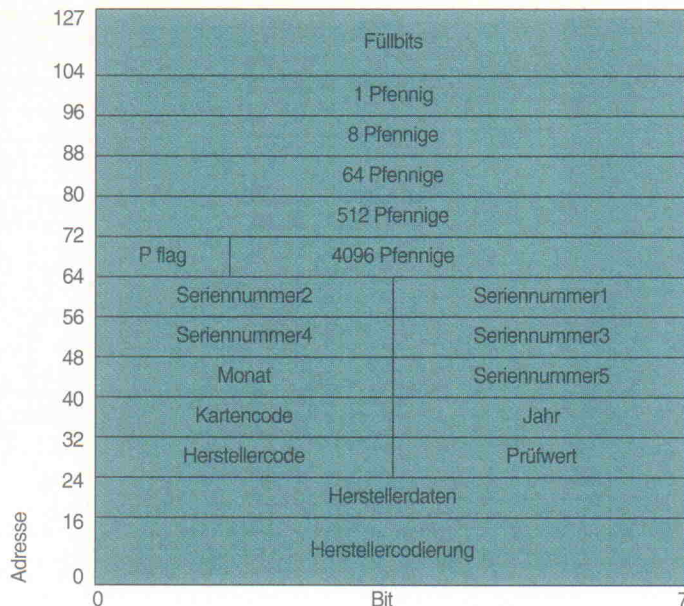 127
Füllbits
104
1 Pfennig
96
8 Pfennige
88
64 Pfennige
80
512 Pfennige
72
P flag 4096 Pfennige
64
Seriennummer2 Seriennummer1
56
Seriennummer4 Seriennummer3
48
Monat Seriennummer5
40
Kartencode Jahr
32
Herstellercode Prüfwert
24
Herstellerdaten
16
Herstellercodierung
0
Adresse
0 Bit 7